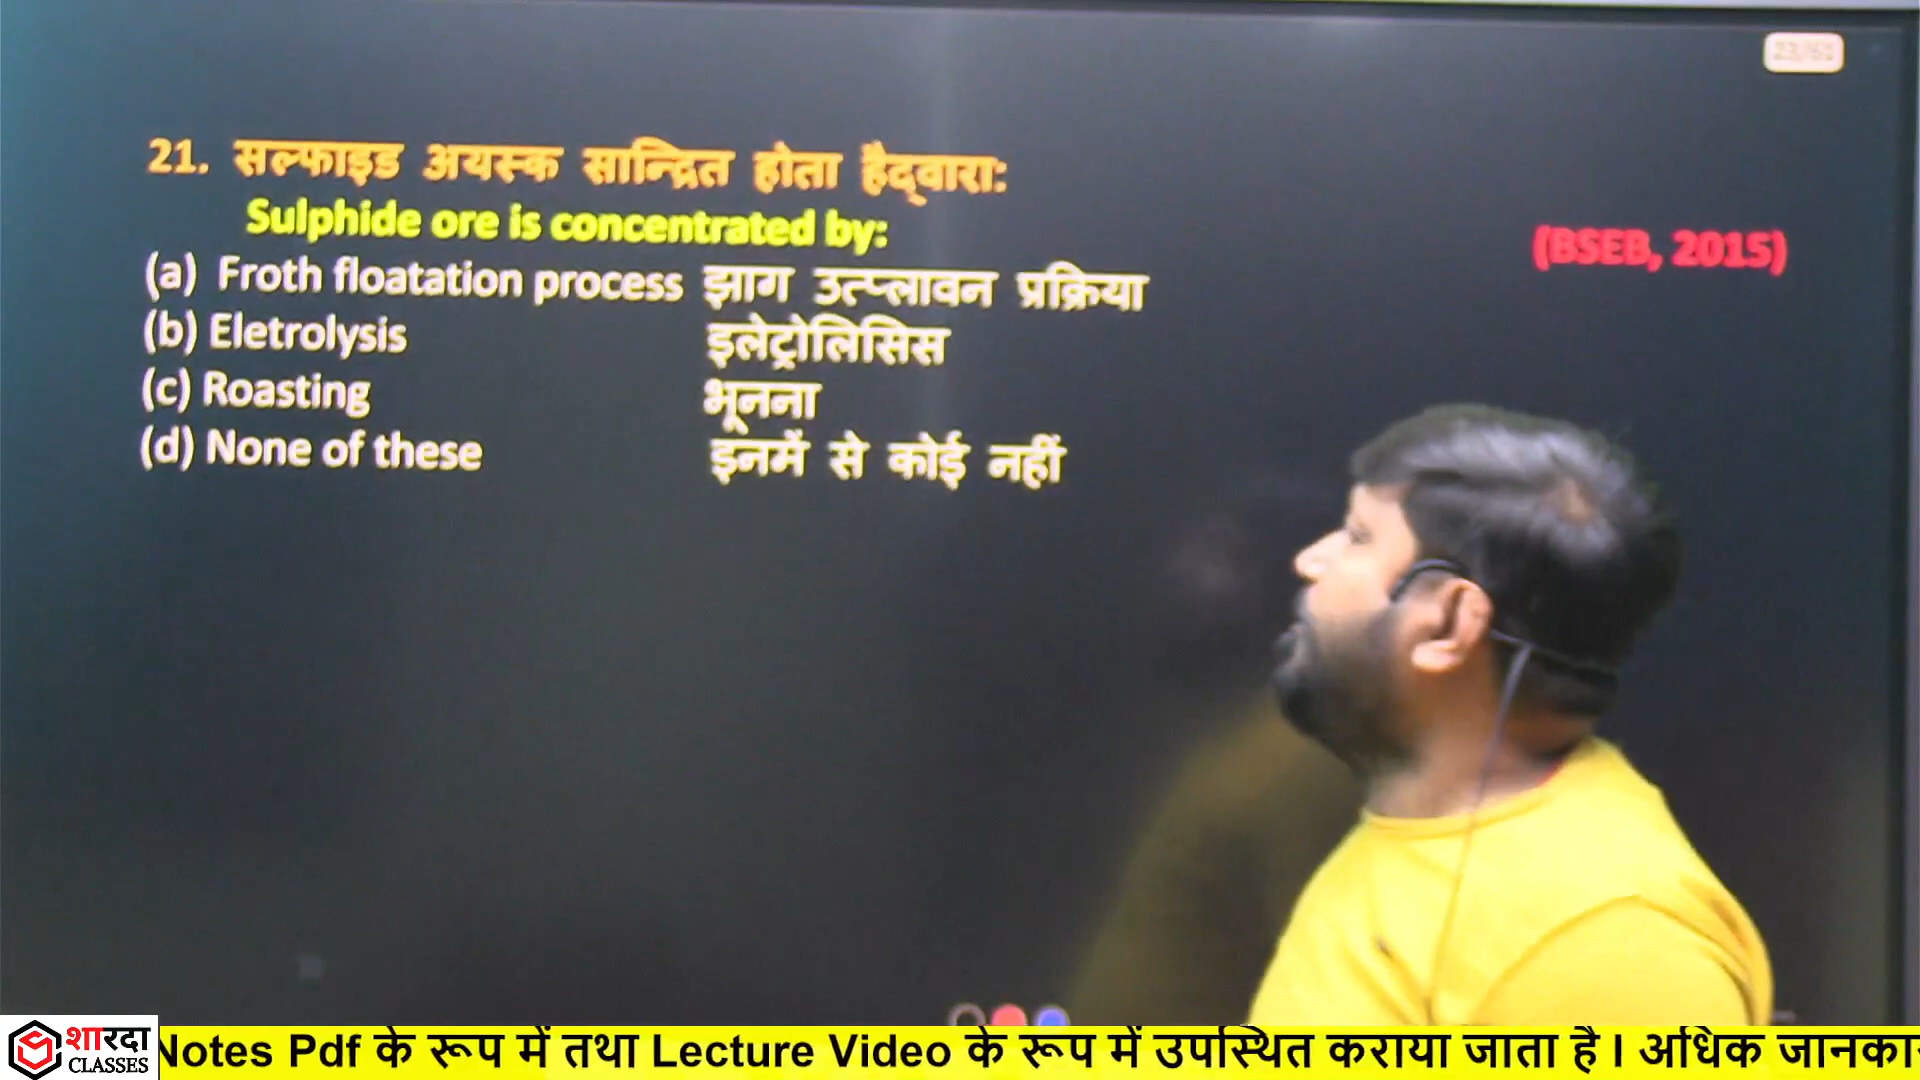 21. सल्फाइड अयस्क सान्द्रित होता हैद्वारा:
Sulphide ore is concentrated by:
(BSEB, 2015)
(a) Froth floatation process झाग उत्प्लावन प्रक्रिया
(b) Eletrolysis इलेट्रोलिसिस
(c) Roasting भूनना
(d) None of these इनमें से कोई नहीं
शारदा
CLASSES
Notes Pdf के रूप में तथा Lecture Video के रूप में उपस्थित कराया जाता है I अधिक